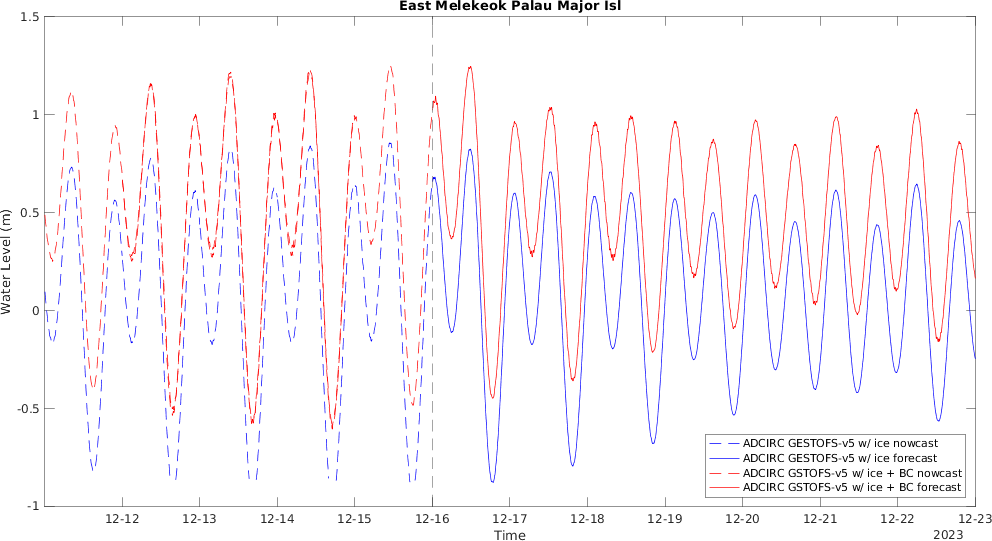 East Melekeok Palau Major Isl
1.5
1
0.5
0
-0.5
-1
Water Level (m)
12-12
12-13
12-14
12-15
12-16
12-17
12-18
12-19
12-20
12-21
12-22
12-23
Time
2023
ADCIRC GESTOFS-v5 w/ ice nowcast
ADCIRC GESTOFS-v5 w/ ice forecast
ADCIRC GSTOFS-v5 w/ ice + BC nowcast
ADCIRC GSTOFS-v5 w/ ice + BC forecast